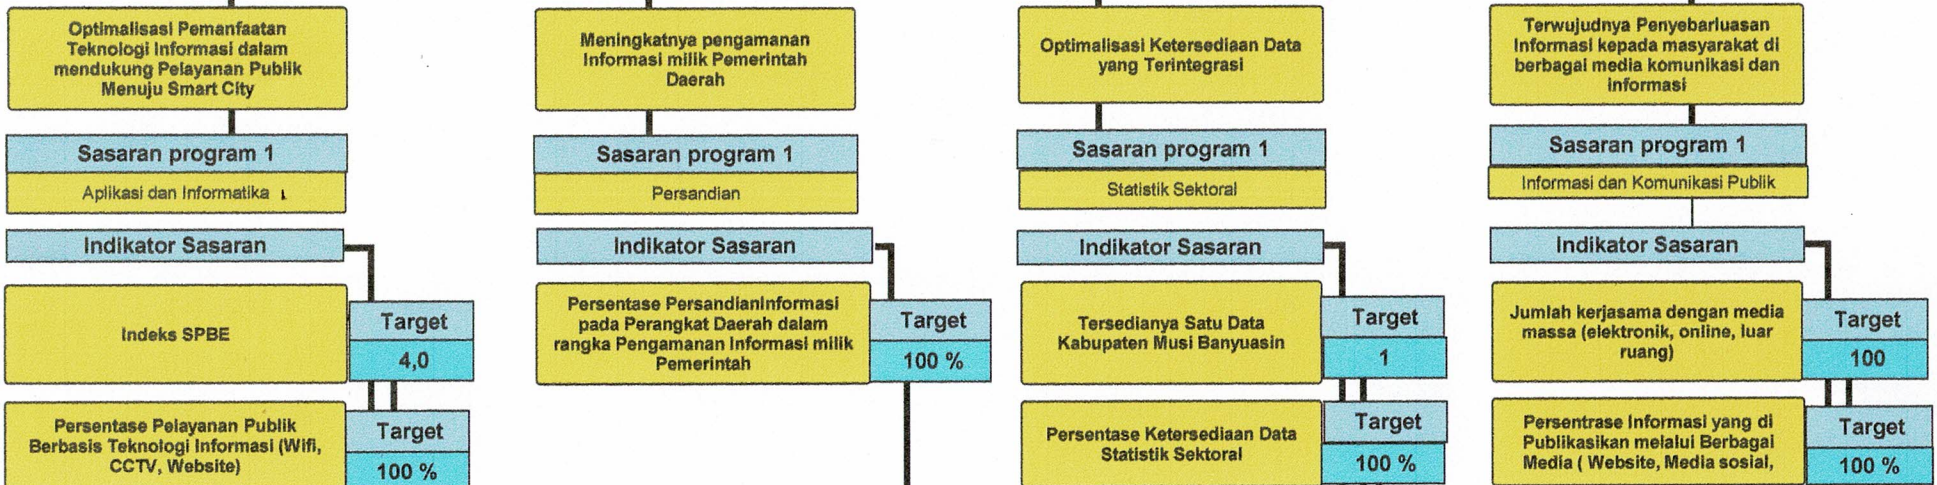 Optimalisasi Pemanfaatan
Teknologi Informasi dalam
mendukung Pelayanan Publik
Menuju Smart City
Sasaran program 1
Aplikasi dan Informatika
Indikator Sasaran
Indeks SPBE
Target
4,0
Persentase Pelayanan Publik
Berbasis Teknologi Informasi (Wifi,
CCTV, Website)
Target
100 %
Meningkatnya pengamanan
Informasi milik Pemerintah
Daerah
Sasaran program 1
Persandian
Indikator Sasaran
Persentase PersandianInformasi
pada Perangkat Daerah dalam
rangka Pengamanan Informasi milik
Pemerintah
Target
100 %
Optimalisasi Ketersediaan Data
yang Terintegrasi
Sasaran program 1
Statistik Sektoral
Indikator Sasaran
Tersedianya Satu Data
Kabupaten Musi Banyuasin
Target
1
Persentase Ketersediaan Data
Statistik Sektoral
Target
100 %
Terwujudnya Penyebarluasan
Informasi kepada masyarakat di
berbagai media komunikasi dan
informasi
Sasaran program 1
Informasi dan Komunikasi Publik
Indikator Sasaran
Jumlah kerjasama dengan media
massa (elektronik, online, luar
ruang)
Target
100
Persentrase Informasi yang di
Publikasikan melalui Berbagai
Media ( Website, Media sosial,
Target
100 %